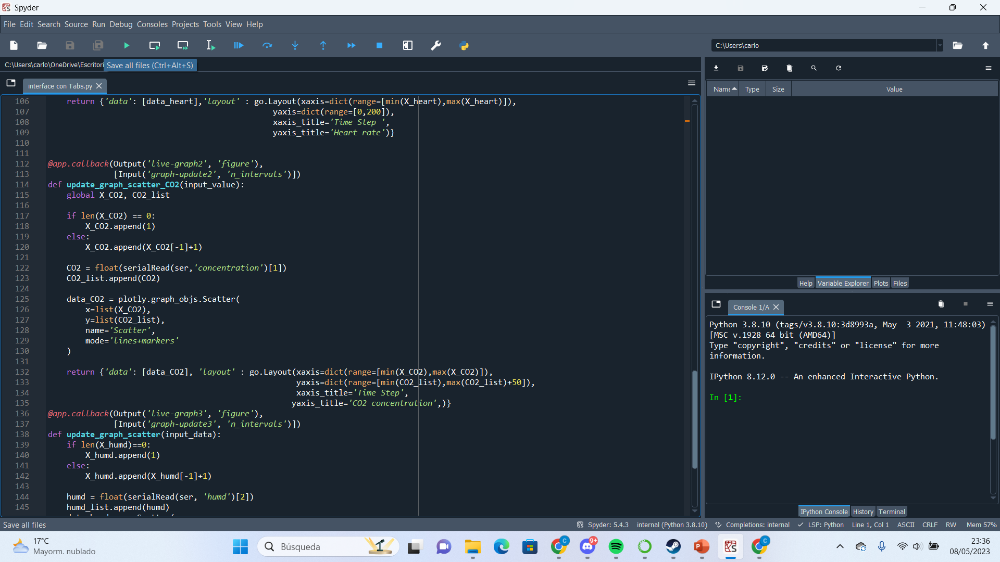 Spyder
File Edit Search Source Run Debug Consoles Projects Tools View Help
C:\Users\carlo
C:\Users\carlo\OneDrive\Escritori
Save all files (Ctrl+Alt+S)
interface con Tabs.py
106     return {'data': [data_heart],'layout' : go.Layout(xaxis=dict(range=[min(X_heart),max(X_heart)]),
107                                                 yaxis=dict(range=[0,200]),
108                                                 xaxis_title='Time Step ',
109                                                 yaxis_title='Heart rate')}
110
111
112 @app.callback(Output('live-graph2', 'figure'),
113               [Input('graph-update2', 'n_intervals')])
114 def update_graph_scatter_CO2(input_value):
115     global X_CO2, CO2_list
116
117     if len(X_CO2) == 0:
118         X_CO2.append(1)
119     else:
120         X_CO2.append(X_CO2[-1]+1)
121
122     CO2 = float(serialRead(ser,'concentration')[1])
123     CO2_list.append(CO2)
124
125     data_CO2 = plotly.graph_objs.Scatter(
126         x=list(X_CO2),
127         y=list(CO2_list),
128         name='Scatter',
129         mode='lines+markers'
130     )
131
132     return {'data': [data_CO2], 'layout' : go.Layout(xaxis=dict(range=[min(X_CO2),max(X_CO2)]),
133                                                      yaxis=dict(range=[min(CO2_list),max(CO2_list)+50]),
134                                                      xaxis_title='Time Step',
135                                                     yaxis_title='CO2 concentration',)}
136 @app.callback(Output('live-graph3', 'figure'),
137               [Input('graph-update3', 'n_intervals')])
138 def update_graph_scatter(input_data):
139     if len(X_humd)==0:
140         X_humd.append(1)
141     else:
142         X_humd.append(X_humd[-1]+1)
143
144     humd = float(serialRead(ser, 'humd')[2])
145     humd_list.append(humd)
Name Type Size Value
Help Variable Explorer Plots Files
Console 1/A
Python 3.8.10 (tags/v3.8.10:3d8993a, May  3 2021, 11:48:03)
[MSC v.1928 64 bit (AMD64)]
Type "copyright", "credits" or "license" for more
information.
IPython 8.12.0 -- An enhanced Interactive Python.
In [1]:
IPython Console History Terminal
Save all files
Spyder: 5.4.3 internal (Python 3.8.10) Completions: internal LSP: Python Line 1, Col 1 ASCII CRLF RW Mem 57%
17°C
Mayorm. nublado
Búsqueda
C
9+
C
23:36
08/05/2023